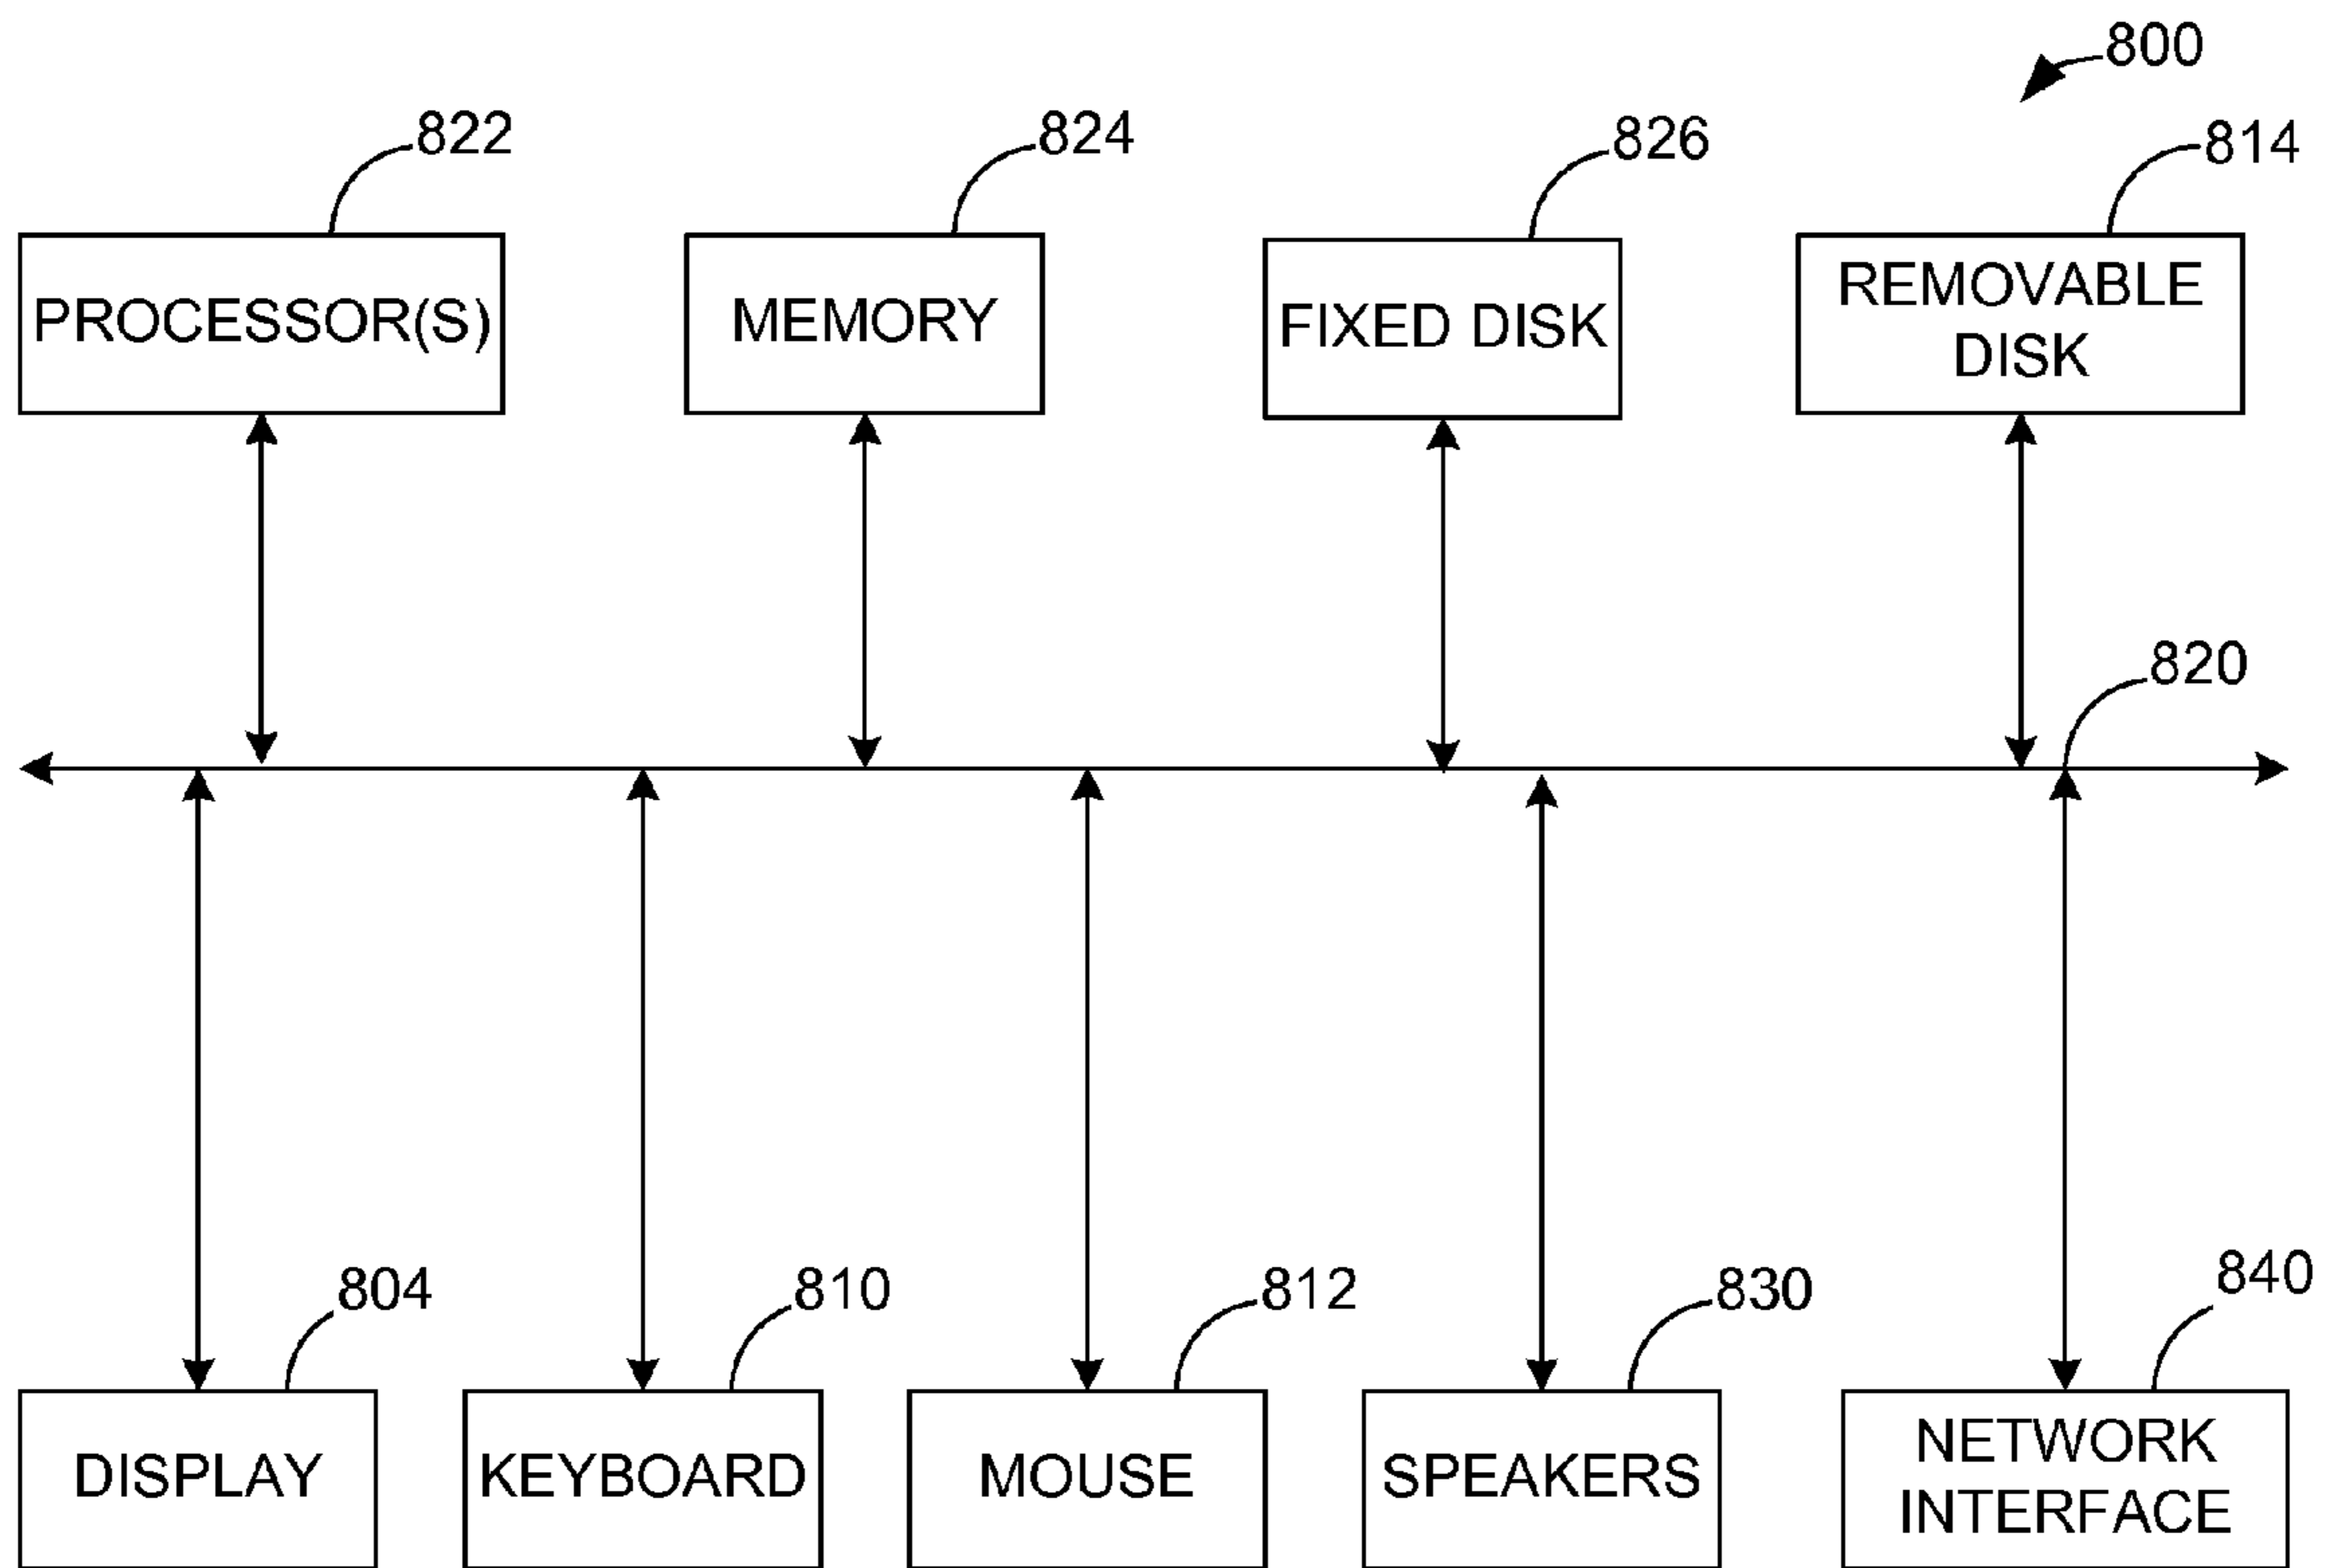 800
822
824
826
814
PROCESSOR(S)
MEMORY
FIXED DISK
REMOVABLE
DISK
820
804
810
812
830
840
DISPLAY
KEYBOARD
MOUSE
SPEAKERS
NETWORK
INTERFACE